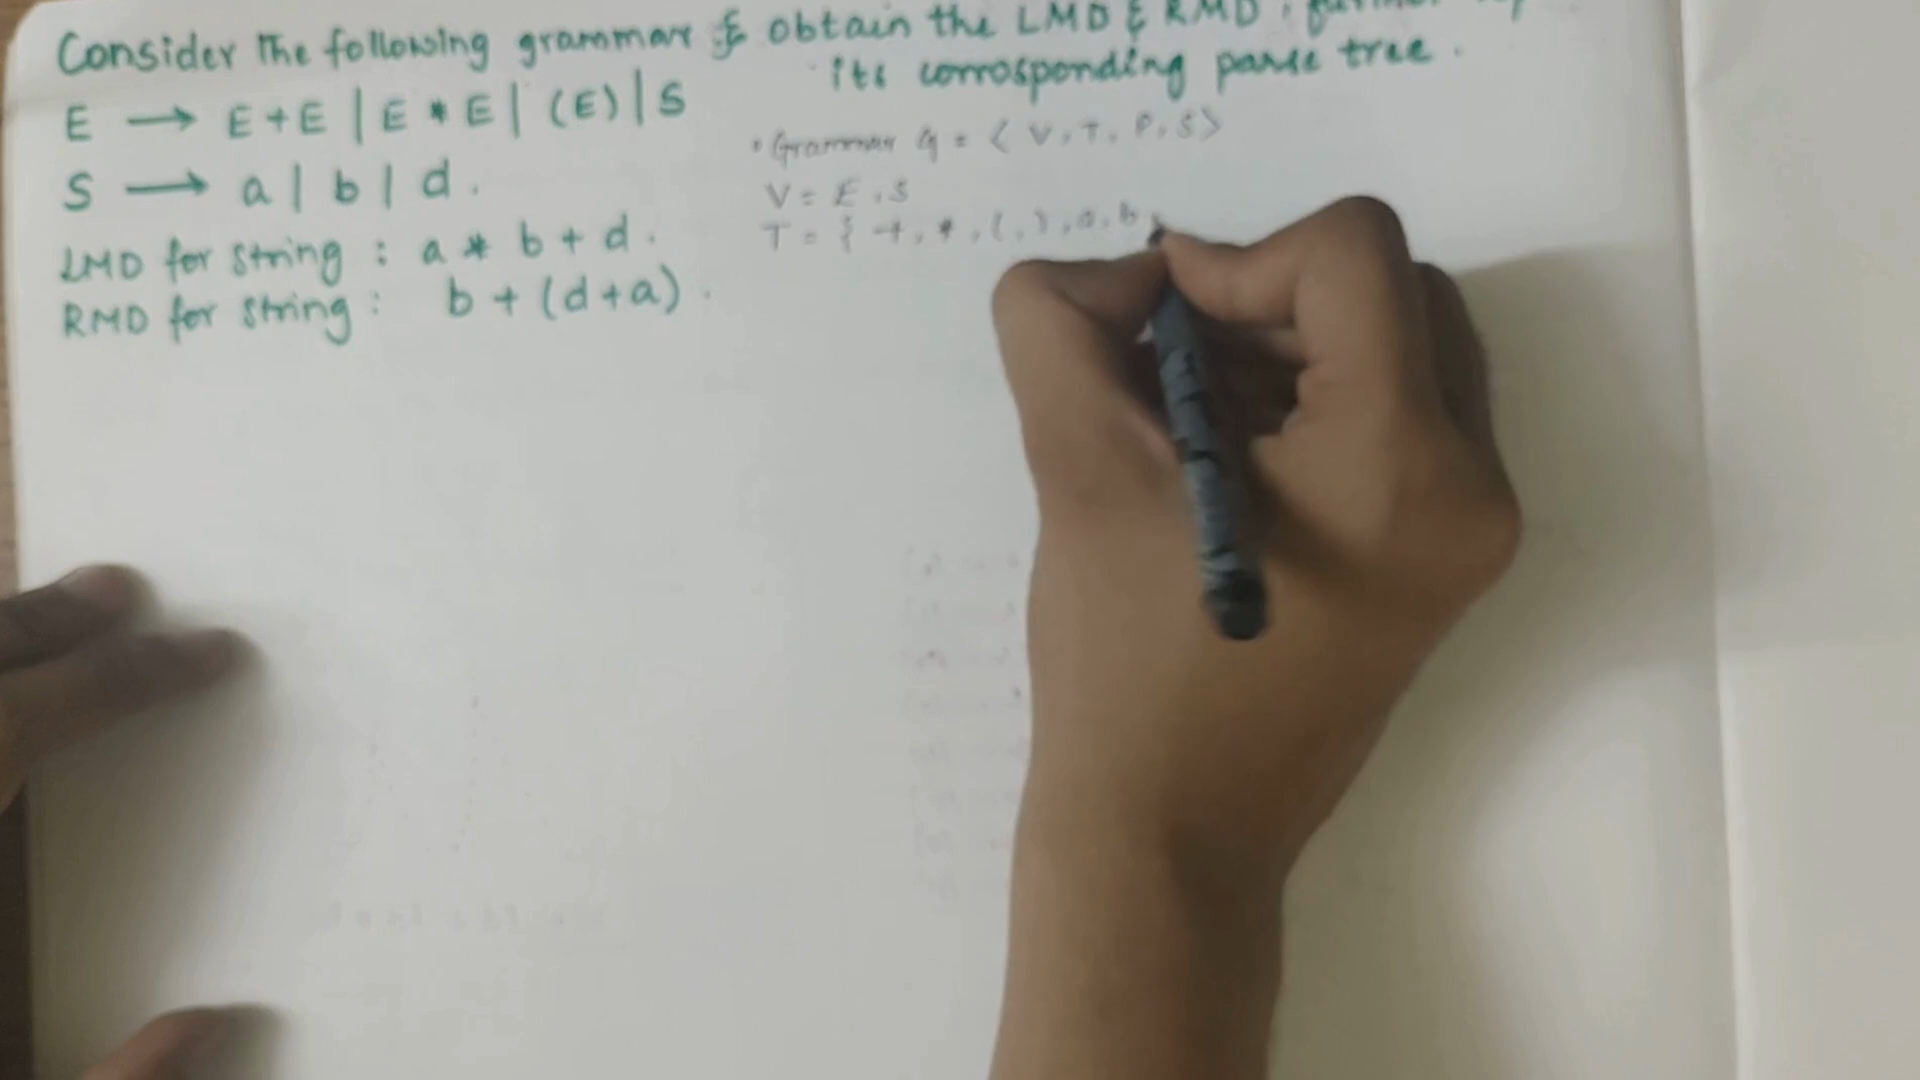 Consider The following grammar & obtain the LMD & RMD, further
its corrosponding parse tree.
E → E+E | E * E | (E) | S
S → a | b | d.
LMD for string : a * b + d.
RMD for string : b + (d+a).
• Grammar G = < V, T, P, S >
V = E, S
T = { +, *, (, ), a, b,